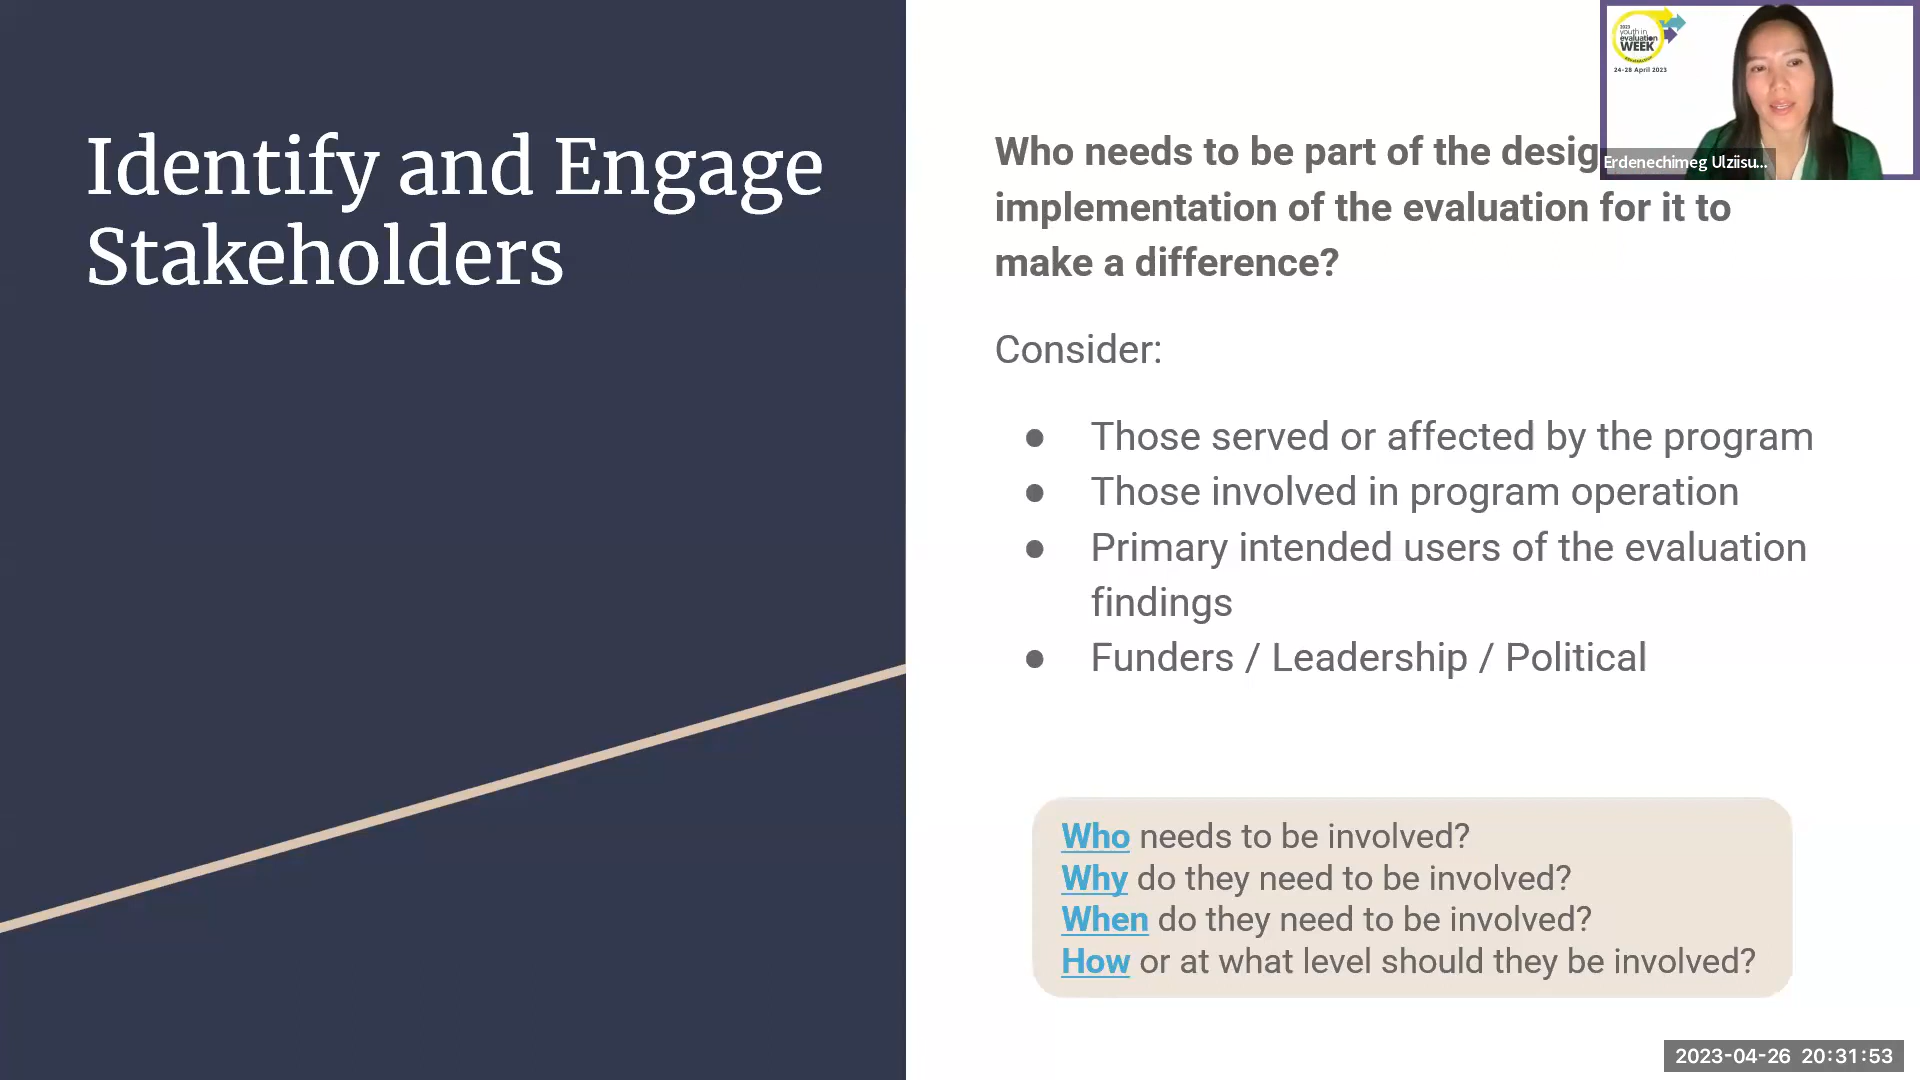 Identify and Engage
Stakeholders
Who needs to be part of the desig
implementation of the evaluation for it to
make a difference?
Consider:
● Those served or affected by the program
● Those involved in program operation
● Primary intended users of the evaluation
findings
● Funders / Leadership / Political
Who needs to be involved?
Why do they need to be involved?
When do they need to be involved?
How or at what level should they be involved?
2023
youth in
evaluation
WEEK
24-28 April 2023
Erdenechimeg Ulziisu...
2023-04-26 20:31:53